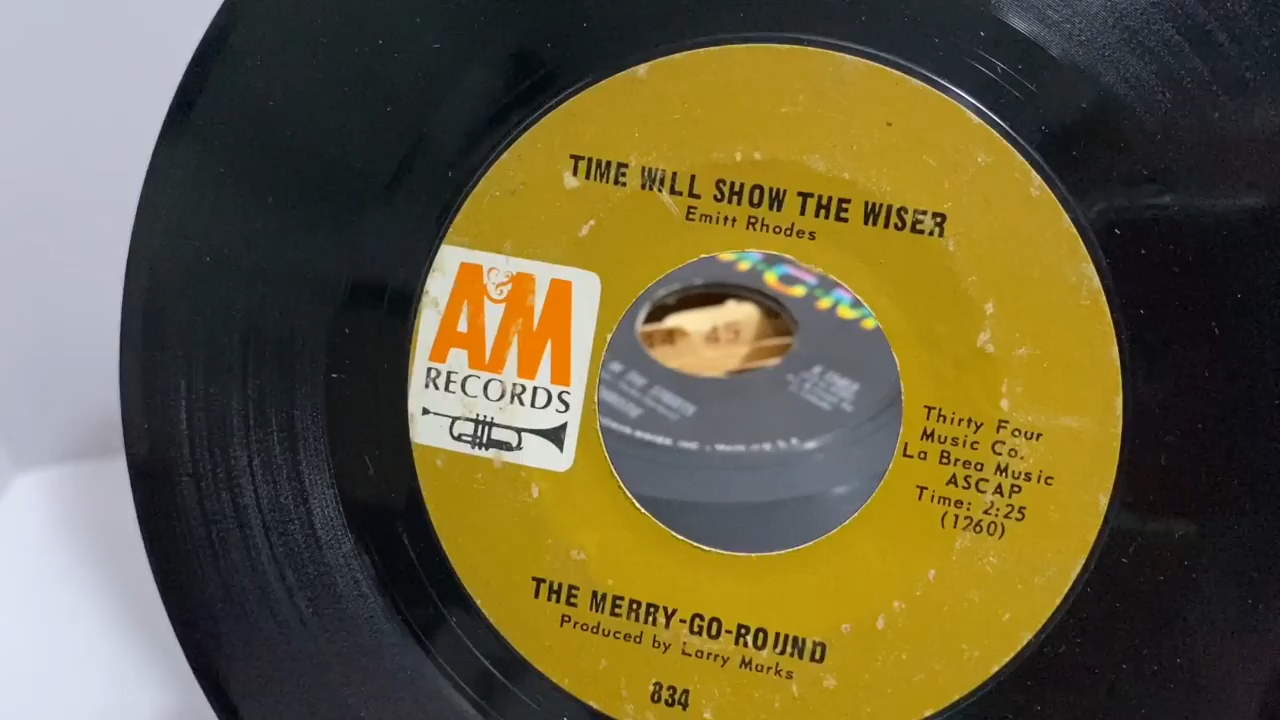 TIME WILL SHOW THE WISER
Emitt Rhodes
A&M
RECORDS
M·G·M
45
Thirty Four
Music Co.
La Brea Music
ASCAP
Time: 2:25
(1260)
THE MERRY-GO-ROUND
Produced by Larry Marks
834